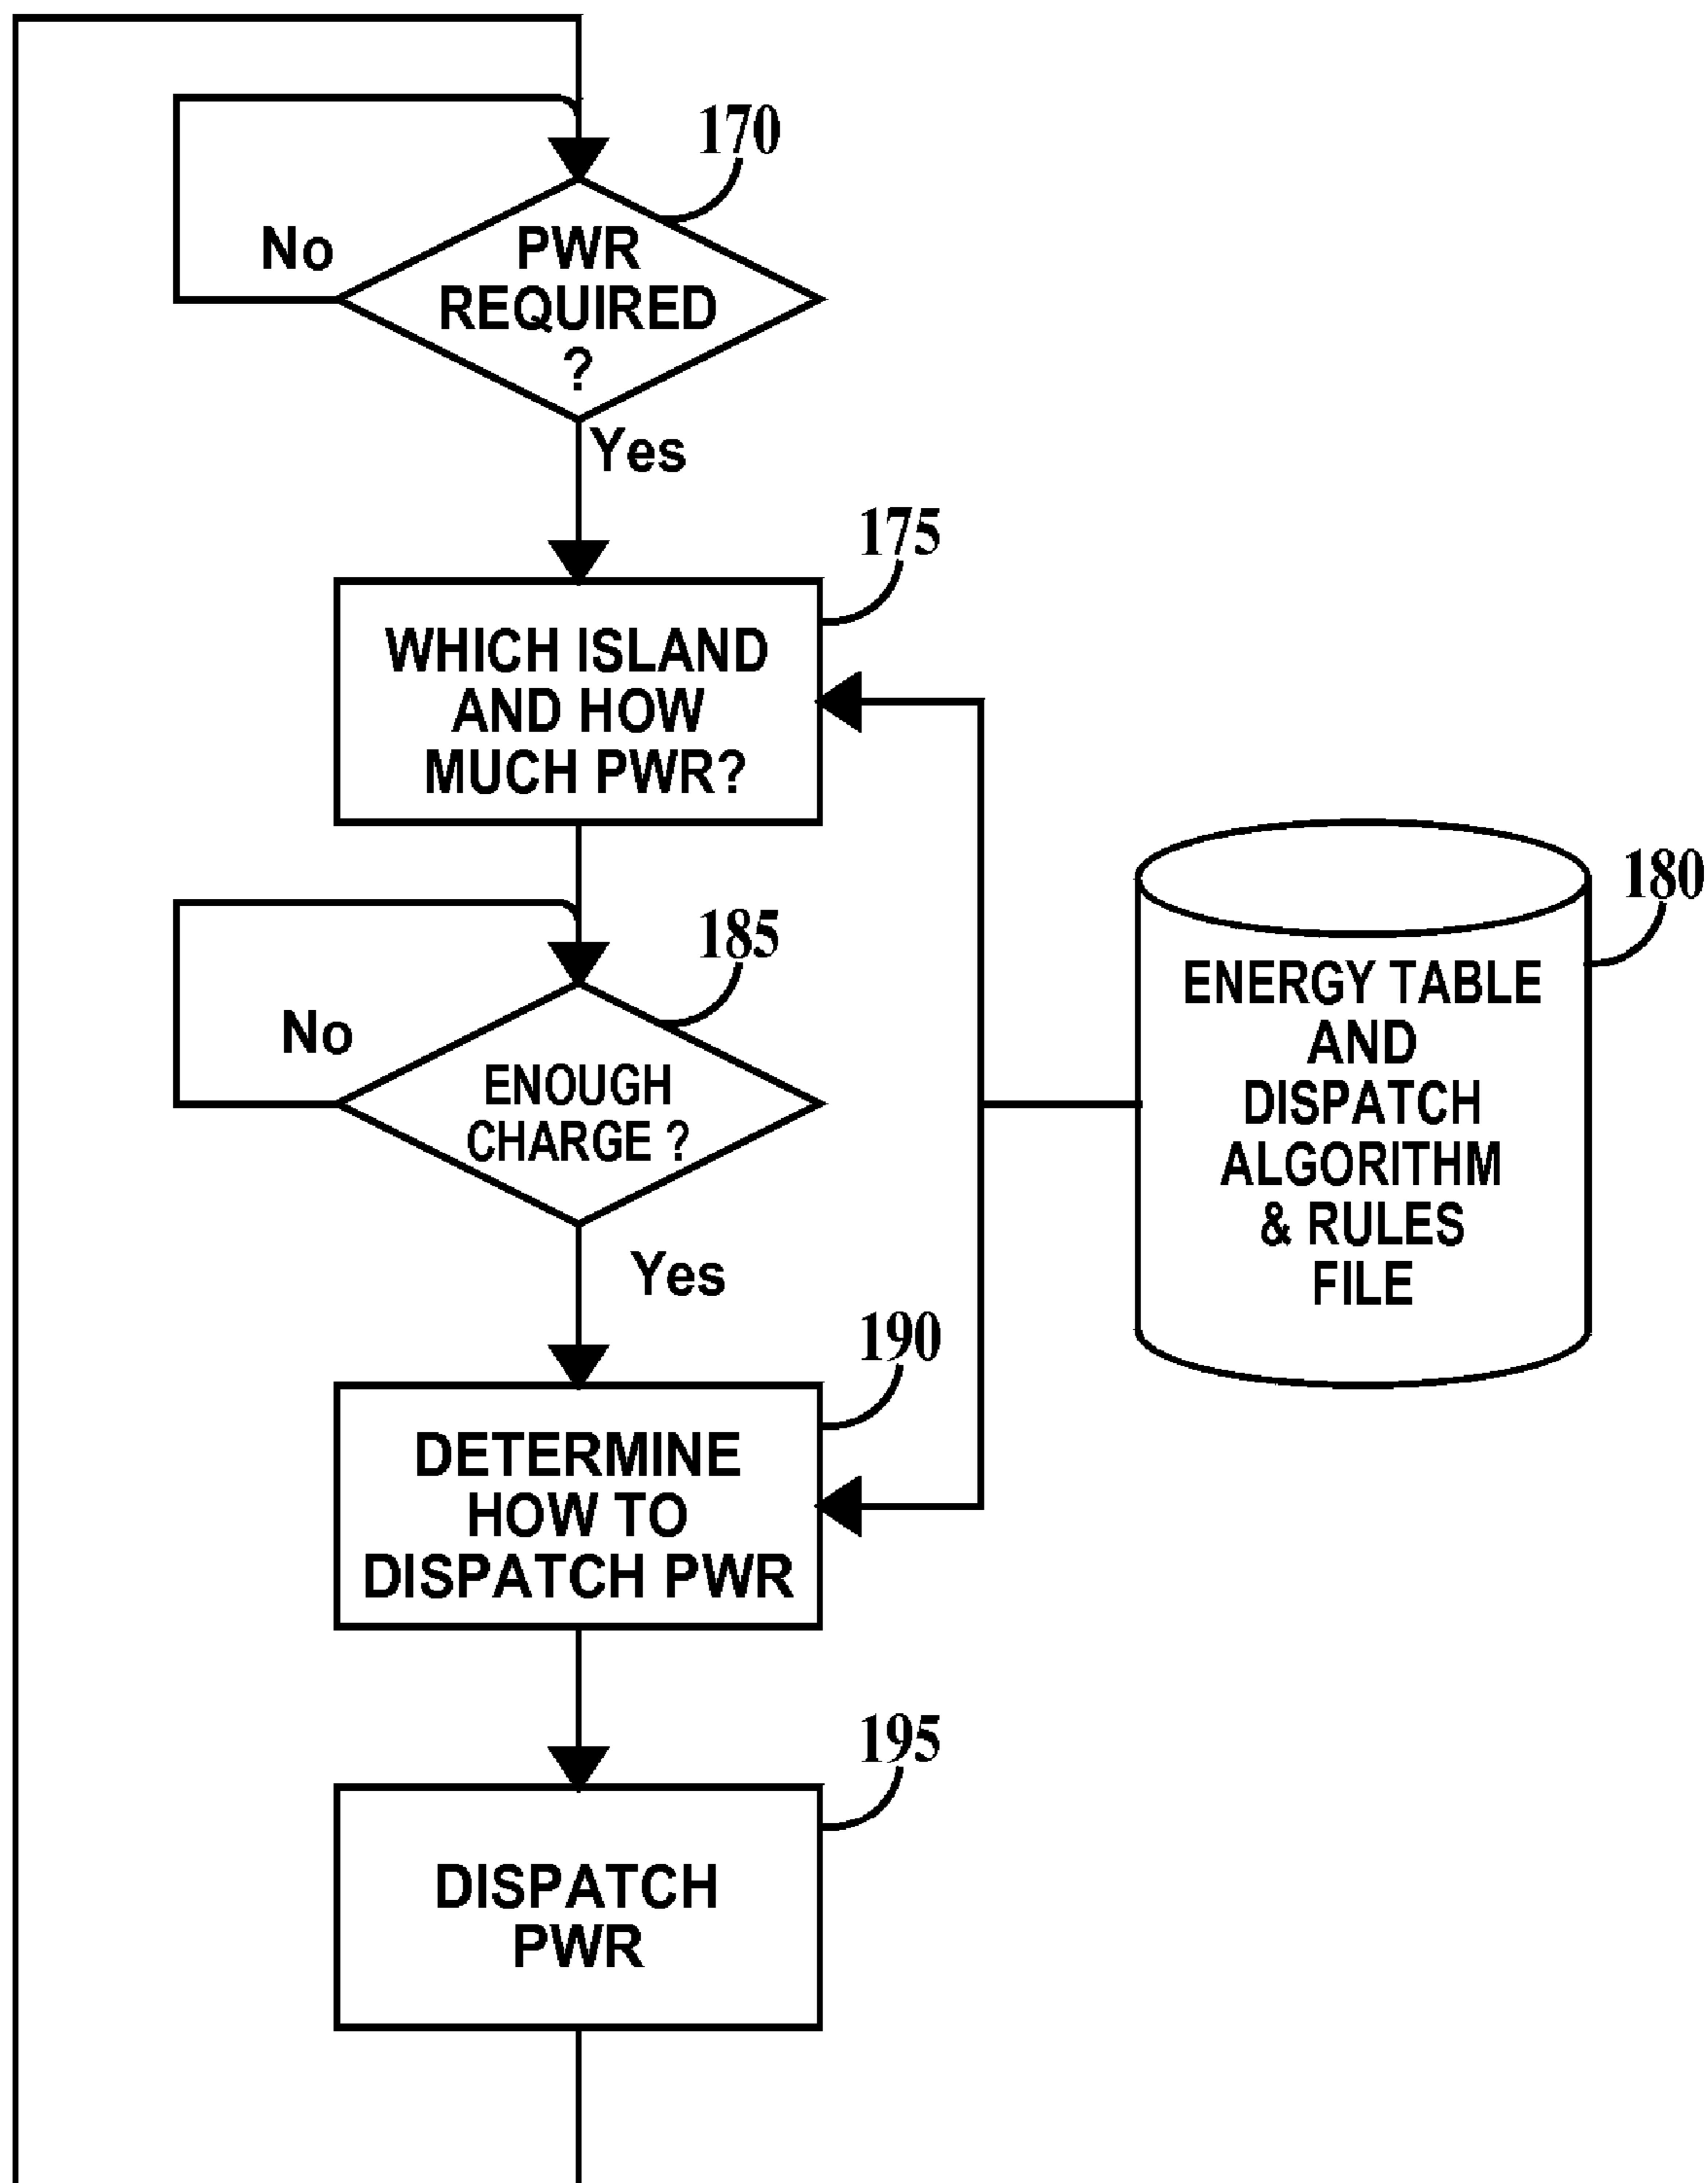 170
No
PWR
REQUIRED
?
Yes
175
WHICH ISLAND
AND HOW
MUCH PWR?
180
185
No
ENOUGH
CHARGE ?
ENERGY TABLE
AND
DISPATCH
ALGORITHM
& RULES
FILE
Yes
190
DETERMINE
HOW TO
DISPATCH PWR
195
DISPATCH
PWR